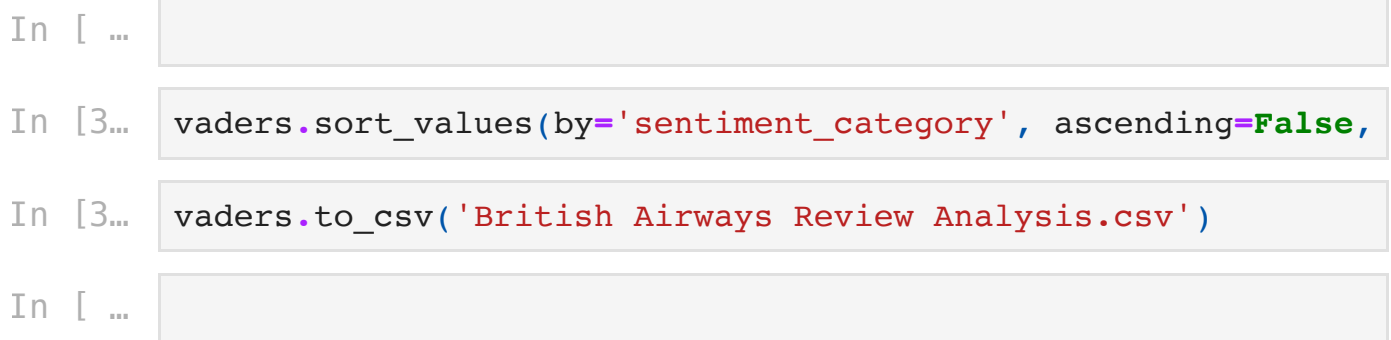 In [ …
In [3… vaders.sort_values(by='sentiment_category', ascending=False,
In [3… vaders.to_csv('British Airways Review Analysis.csv')
In [ …